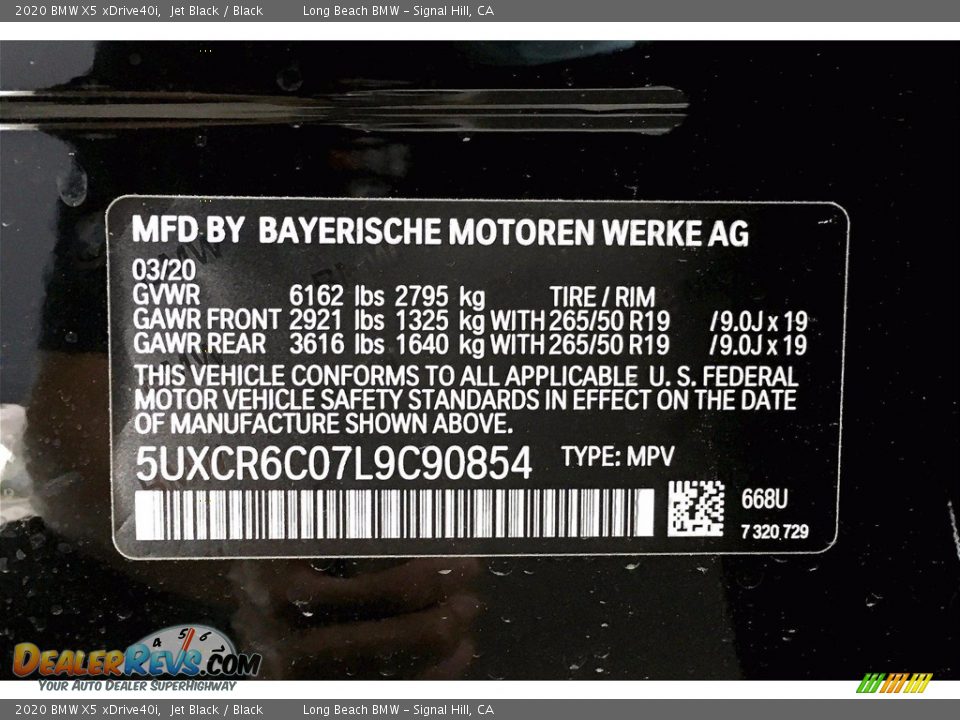 2020 BMW X5 xDrive40i, Jet Black / Black Long Beach BMW - Signal Hill, CA
MFD BY BAYERISCHE MOTOREN WERKE AG
03/20
GVWR 6162 lbs 2795 kg TIRE / RIM
GAWR FRONT 2921 lbs 1325 kg WITH 265/50 R19 /9.0J x 19
GAWR REAR 3616 lbs 1640 kg WITH 265/50 R19 /9.0J x 19
THIS VEHICLE CONFORMS TO ALL APPLICABLE U. S. FEDERAL
MOTOR VEHICLE SAFETY STANDARDS IN EFFECT ON THE DATE
OF MANUFACTURE SHOWN ABOVE.
5UXCR6C07L9C90854 TYPE: MPV
668U
7 320 729
4 5 6
DEALERREVS.COM
YOUR AUTO DEALER SUPERHIGHWAY
2020 BMW X5 xDrive40i, Jet Black / Black Long Beach BMW - Signal Hill, CA